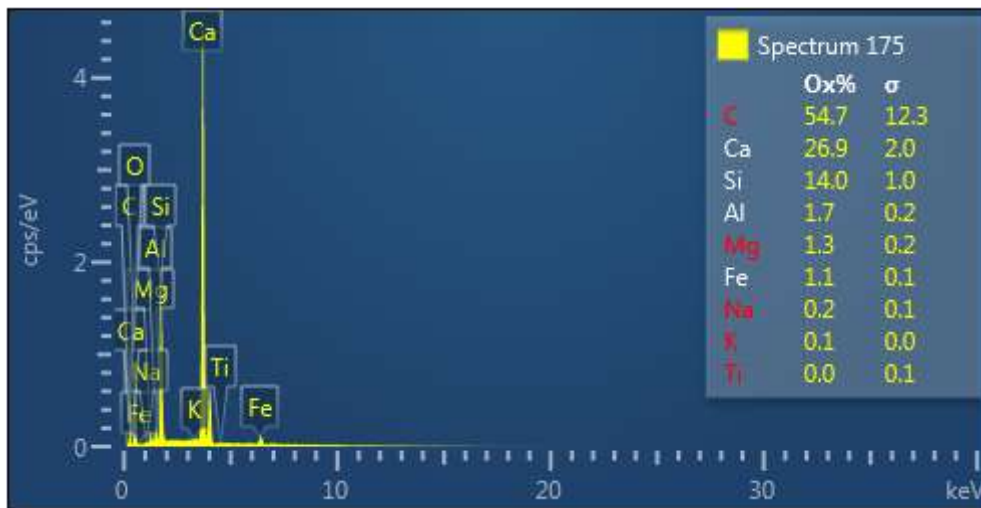 Spectrum 175
Ox% σ
C 54.7 12.3
Ca 26.9 2.0
Si 14.0 1.0
Al 1.7 0.2
Mg 1.3 0.2
Fe 1.1 0.1
Na 0.2 0.1
K 0.1 0.0
Ti 0.0 0.1
cps/eV
4
2
0
Ca
O
C Si
Al
Mg
Ca
Na Ti
Fe K Fe
0 10 20 30 keV